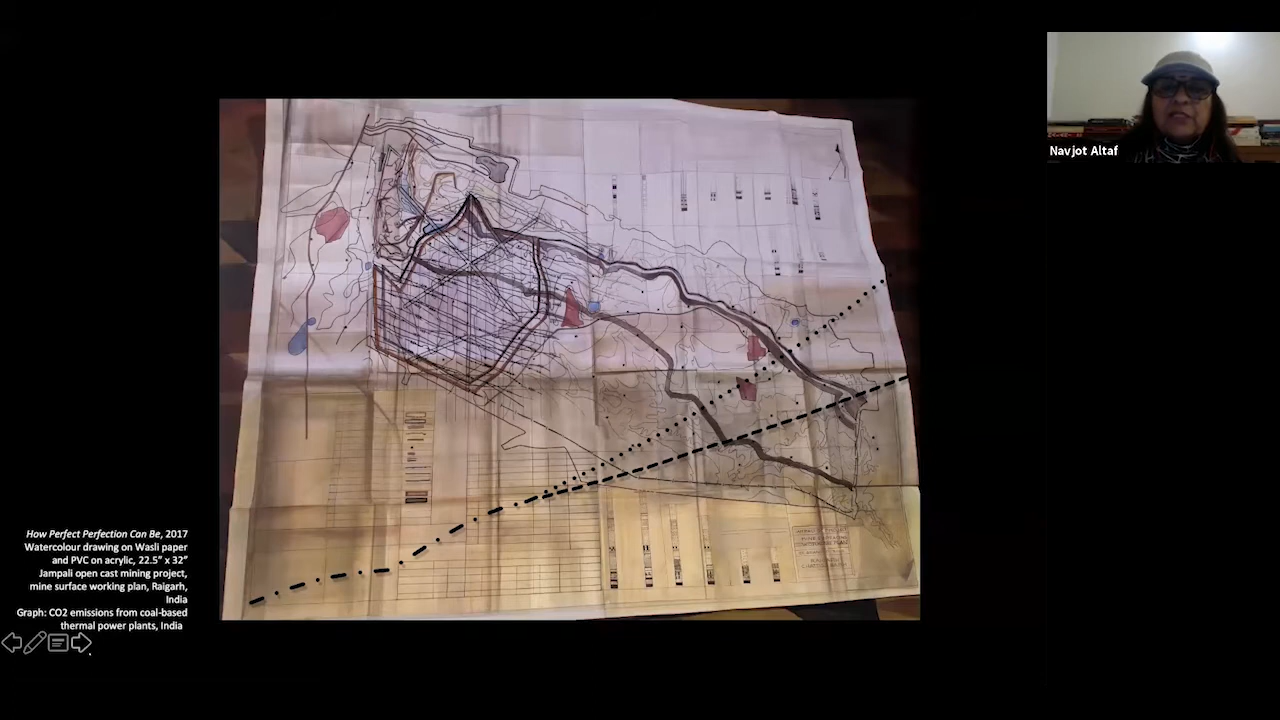 Navjot Altaf
How Perfect Perfection Can Be, 2017
Watercolour drawing on Wasli paper
and PVC on acrylic, 22.5" x 32"
Jampali open cast mining project,
mine surface working plan, Raigarh,
India
Graph: CO2 emissions from coal-based
thermal power plants, India